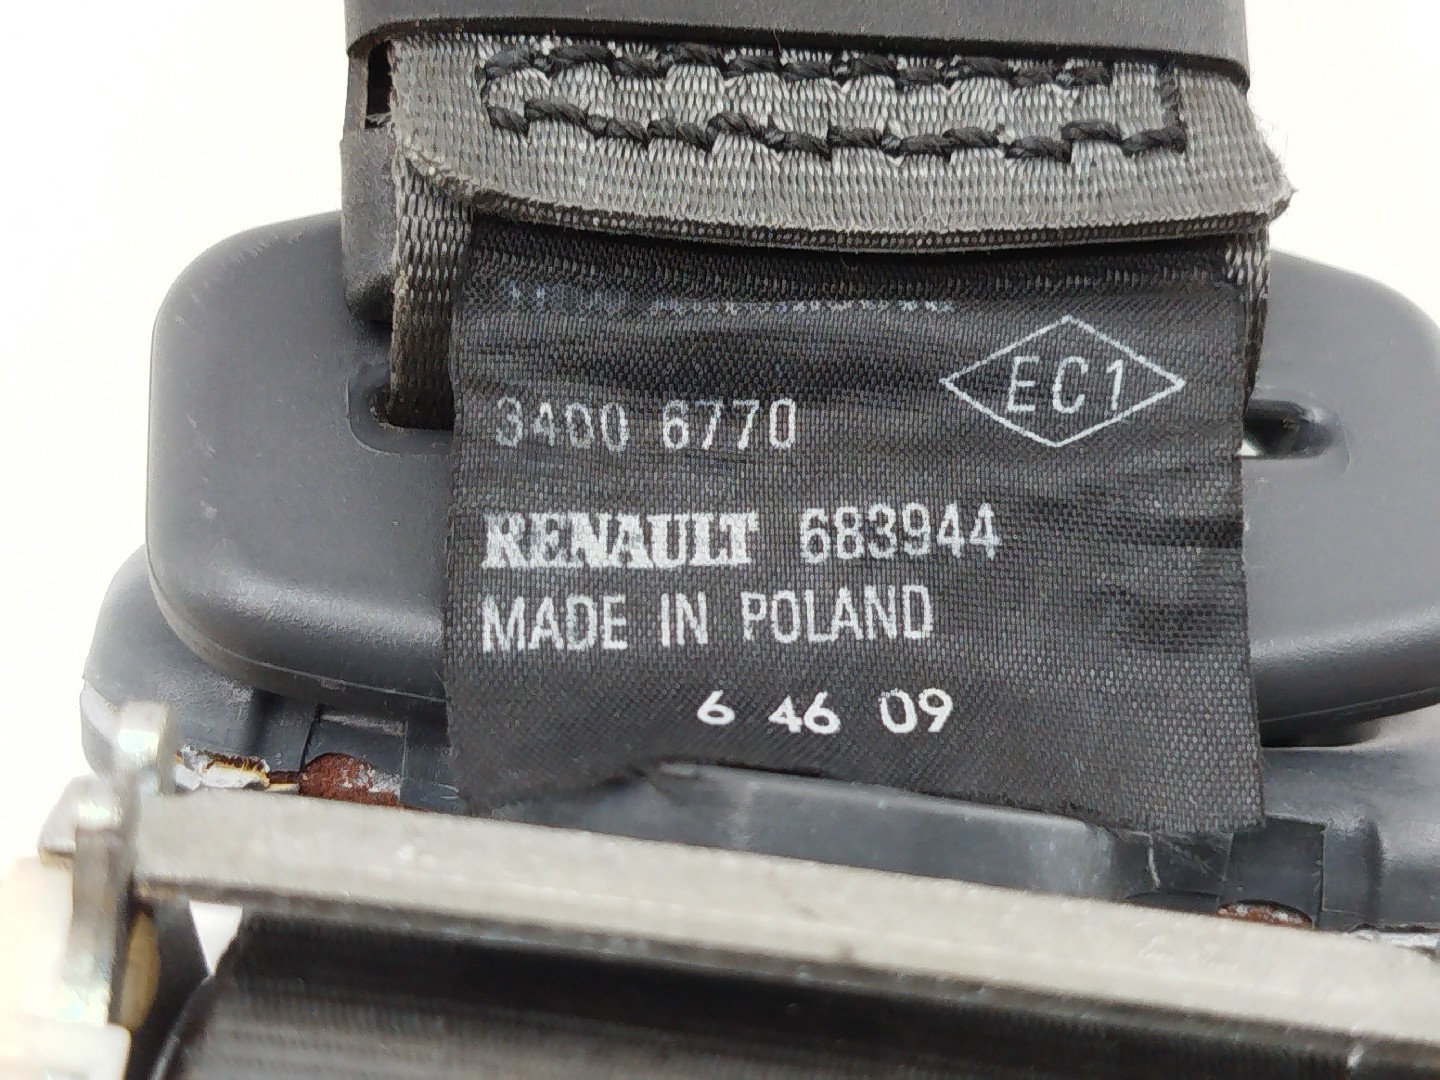 EC1
3400 6770
RENAULT 683944
MADE IN POLAND
6 46 09